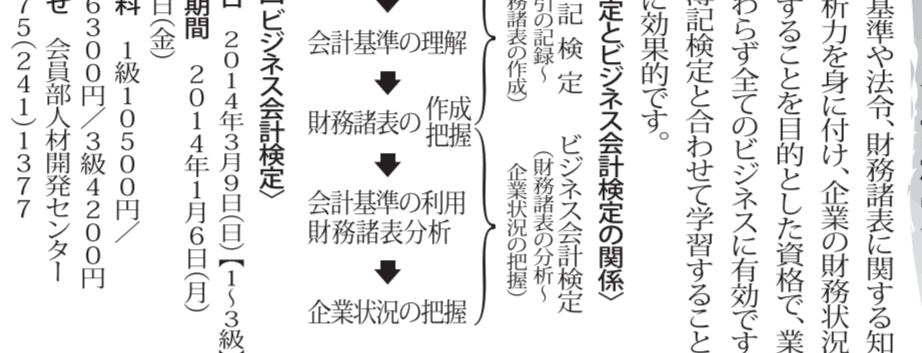 基準や法令、財務諸表に関する知
析力を身に付け、企業の財務状況
することを目的とした資格で、業
わらず全てのビジネスに有効です
簿記検定と合わせて学習すること
に効果的です。
定とビジネス会計検定の関係〉
記検定
引の記録～
務諸表の作成)
ビジネス会計検定
(財務諸表の分析～
企業状況の把握)
会計基準の理解
財務諸表の
作成
把握
会計基準の利用
財務諸表分析
企業状況の把握
ビジネス会計検定〉
2014年3月9日(日)【1～3級
期間 2014年1月6日(月)
日(金)
料 1級10500円／
6300円／3級4200円
せ 会員部人材開発センター
75(241)1377